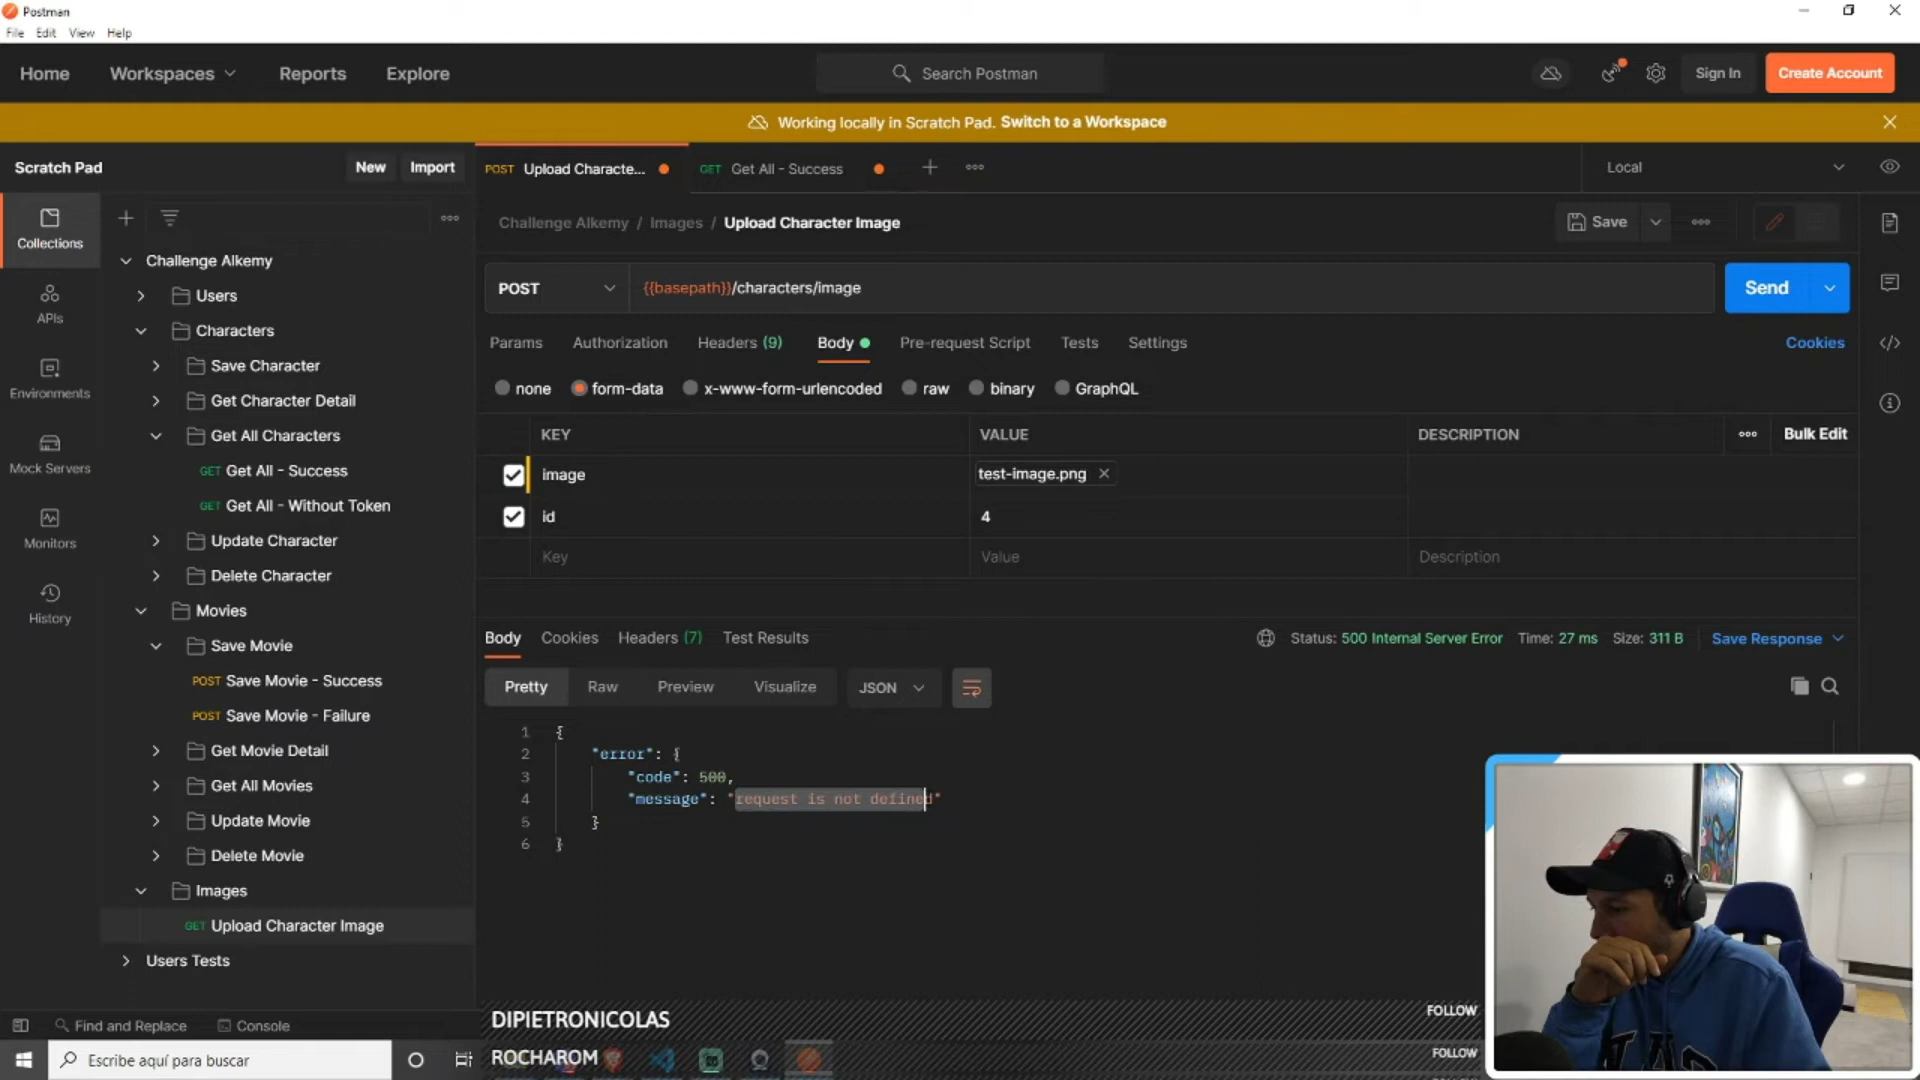 Postman
File Edit View Help
Home Workspaces Reports Explore Search Postman Sign In Create Account
Working locally in Scratch Pad. Switch to a Workspace
Scratch Pad New Import
POST Upload Characte... GET Get All - Success Local
Challenge Alkemy / Images / Upload Character Image Save
POST {{basepath}}/characters/image Send
Params Authorization Headers (9) Body Pre-request Script Tests Settings Cookies
none form-data x-www-form-urlencoded raw binary GraphQL
KEY VALUE DESCRIPTION Bulk Edit
image test-image.png
id 4
Key Value Description
Body Cookies Headers (7) Test Results Status: 500 Internal Server Error Time: 27 ms Size: 311 B Save Response
Pretty Raw Preview Visualize JSON
1 {
2 "error": {
3 "code": 500,
4 "message": "request is not defined"
5 }
6 }
Collections
APIs
Environments
Mock Servers
Monitors
History
Challenge Alkemy
Users
Characters
Save Character
Get Character Detail
Get All Characters
GET Get All - Success
GET Get All - Without Token
Update Character
Delete Character
Movies
Save Movie
POST Save Movie - Success
POST Save Movie - Failure
Get Movie Detail
Get All Movies
Update Movie
Delete Movie
Images
GET Upload Character Image
Users Tests
Find and Replace Console
DIPIETRONICOLAS FOLLOW
ROCHAROM FOLLOW
Escribe aquí para buscar